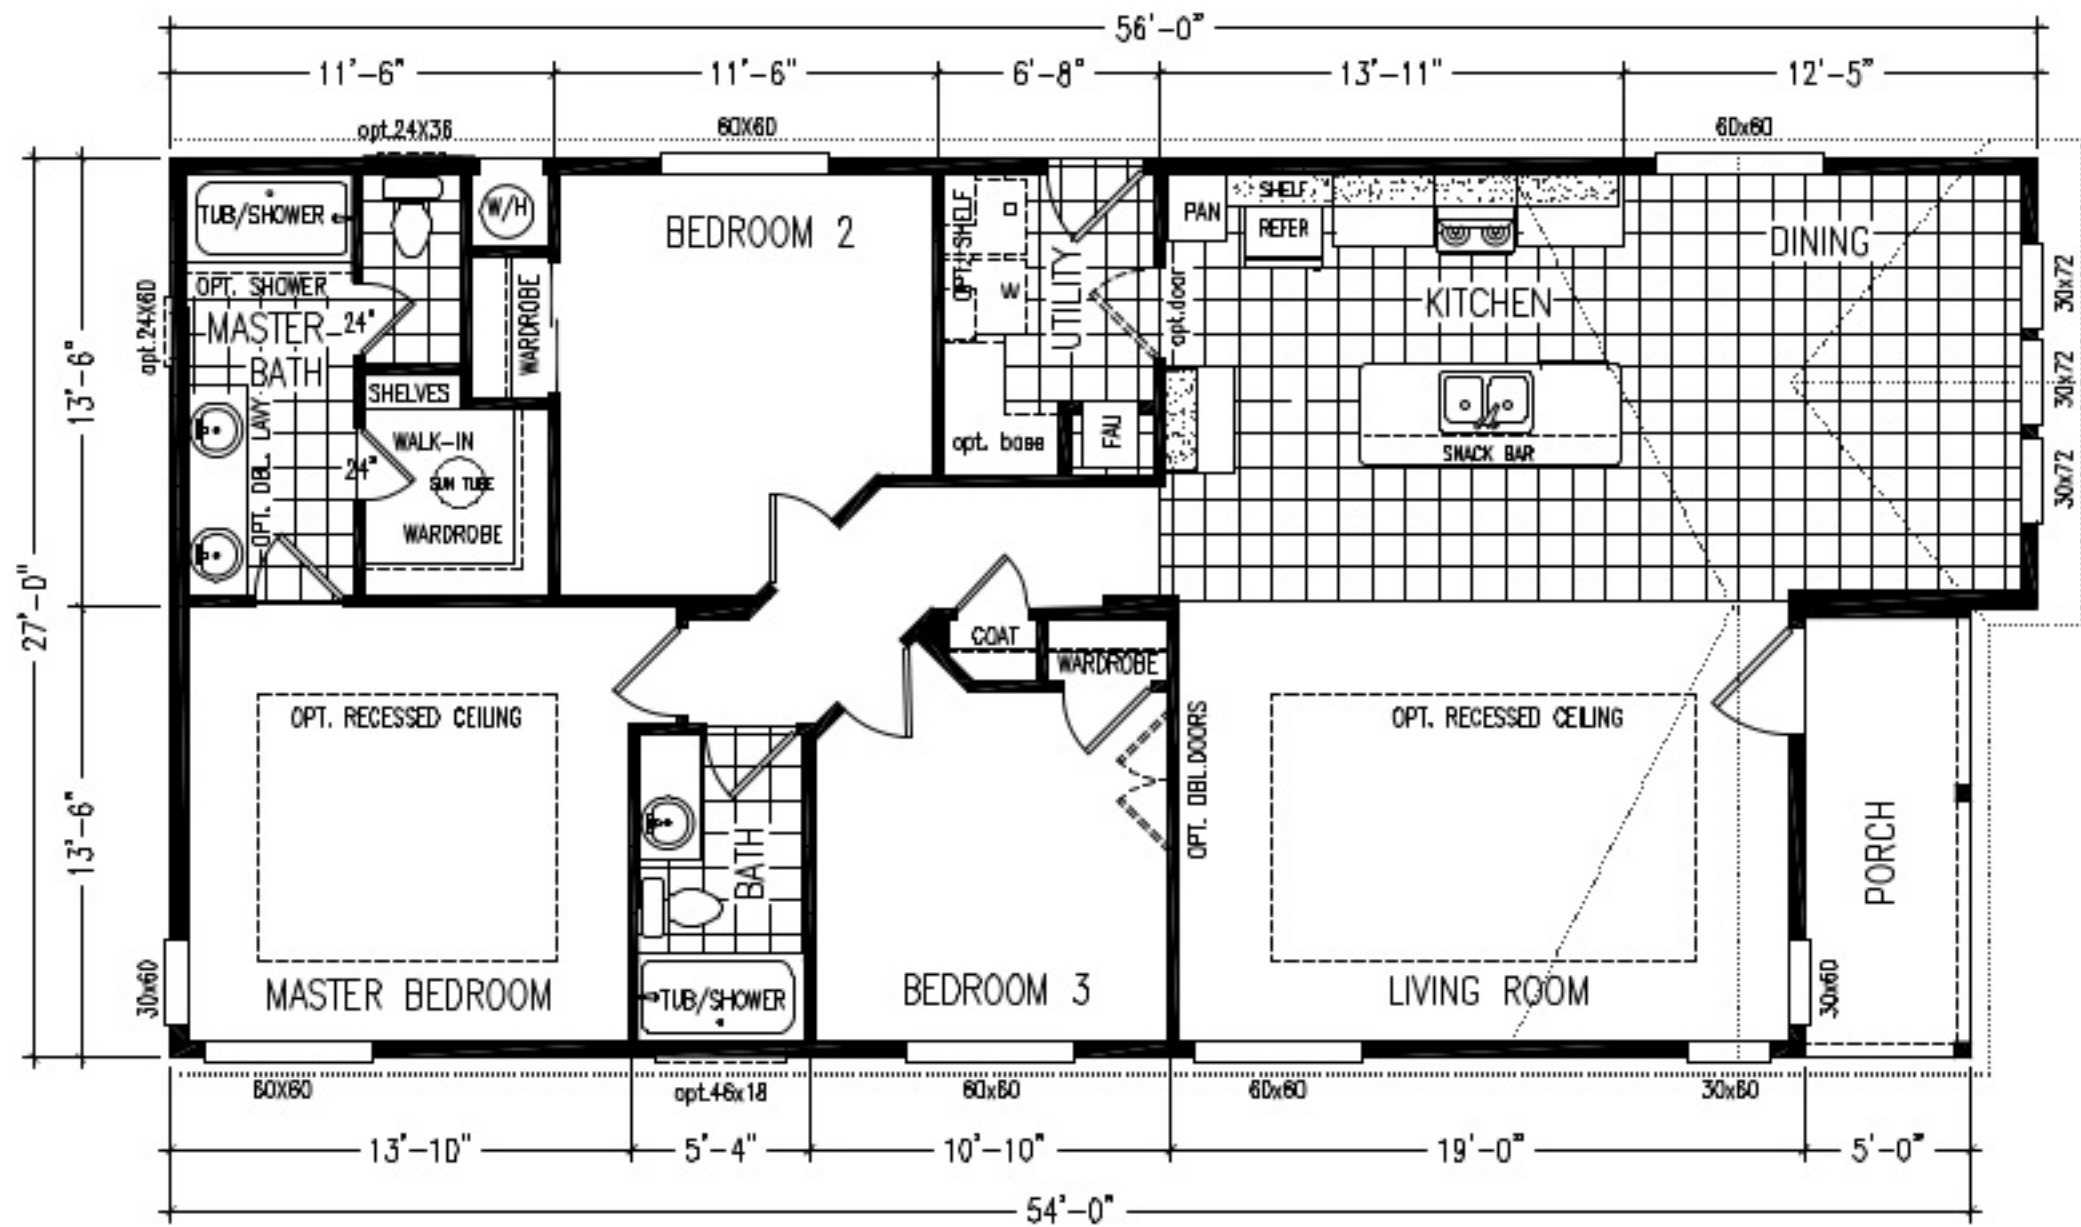 56'-0"
11'-6"
11'-6"
6'-8"
13'-11"
12'-5"
opt.24X36
60X60
60x60
TUB/SHOWER
W/H
BEDROOM 2
OPT. SHELF
PAN
SHELF
REFER
DINING
OPT. SHOWER
opt.24X60
MASTER
BATH
24"
WARDROBE
W
UTILITY
opt.door
KITCHEN
30x72
30x72
30x72
13'-6"
SHELVES
WALK-IN
24"
SUN TUBE
WARDROBE
OPT. DBL. LAVY
opt. base
FAU
SNACK BAR
27'-0"
COAT
WARDROBE
OPT. RECESSED CEILING
OPT. DBL.DOORS
OPT. RECESSED CEILING
13'-6"
BATH
PORCH
30x60
MASTER BEDROOM
TUB/SHOWER
BEDROOM 3
LIVING ROOM
30x60
60X60
opt.46x18
60x60
60x60
30x60
13'-10"
5'-4"
10'-10"
19'-0"
5'-0"
54'-0"